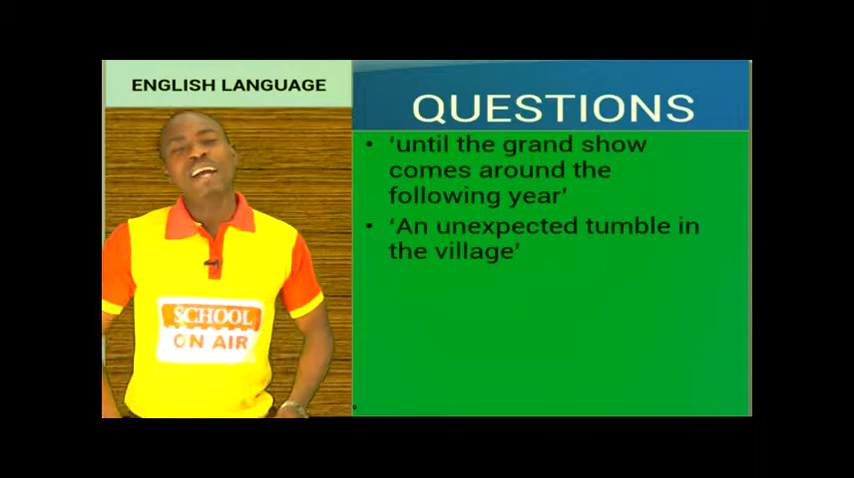 ENGLISH LANGUAGE
QUESTIONS
• ‘until the grand show
comes around the
following year’
• ‘An unexpected tumble in
the village’
SCHOOL
ON AIR